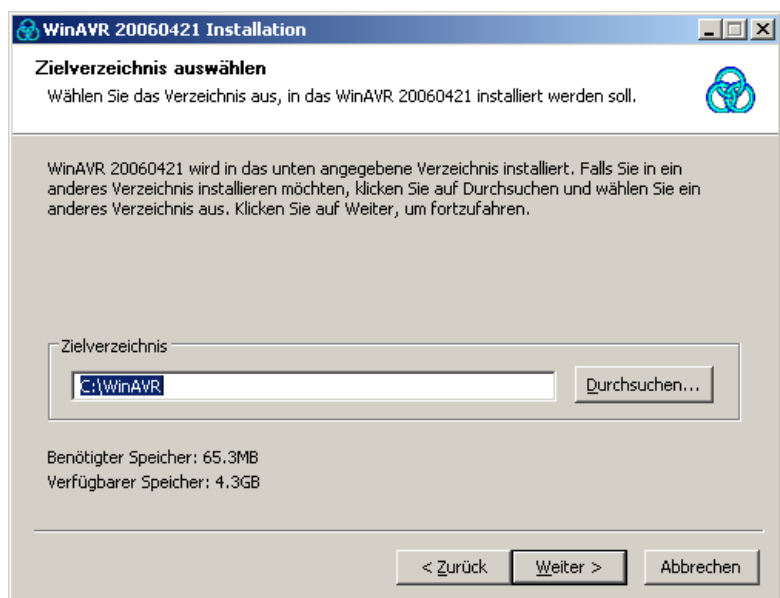 WinAVR 20060421 Installation
Zielverzeichnis auswählen
Wählen Sie das Verzeichnis aus, in das WinAVR 20060421 installiert werden soll.
WinAVR 20060421 wird in das unten angegebene Verzeichnis installiert. Falls Sie in ein
anderes Verzeichnis installieren möchten, klicken Sie auf Durchsuchen und wählen Sie ein
anderes Verzeichnis aus. Klicken Sie auf Weiter, um fortzufahren.
Zielverzeichnis
C:\WinAVR
Durchsuchen...
Benötigter Speicher: 65.3MB
Verfügbarer Speicher: 4.3GB
< Zurück
Weiter >
Abbrechen